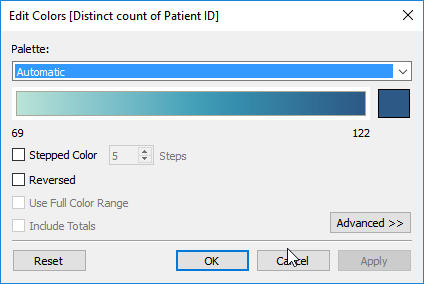 Edit Colors [Distinct count of Patient ID]
Palette:
Automatic
69 122
Stepped Color 5 Steps
Reversed
Use Full Color Range
Include Totals
Advanced >>
Reset OK Cancel Apply